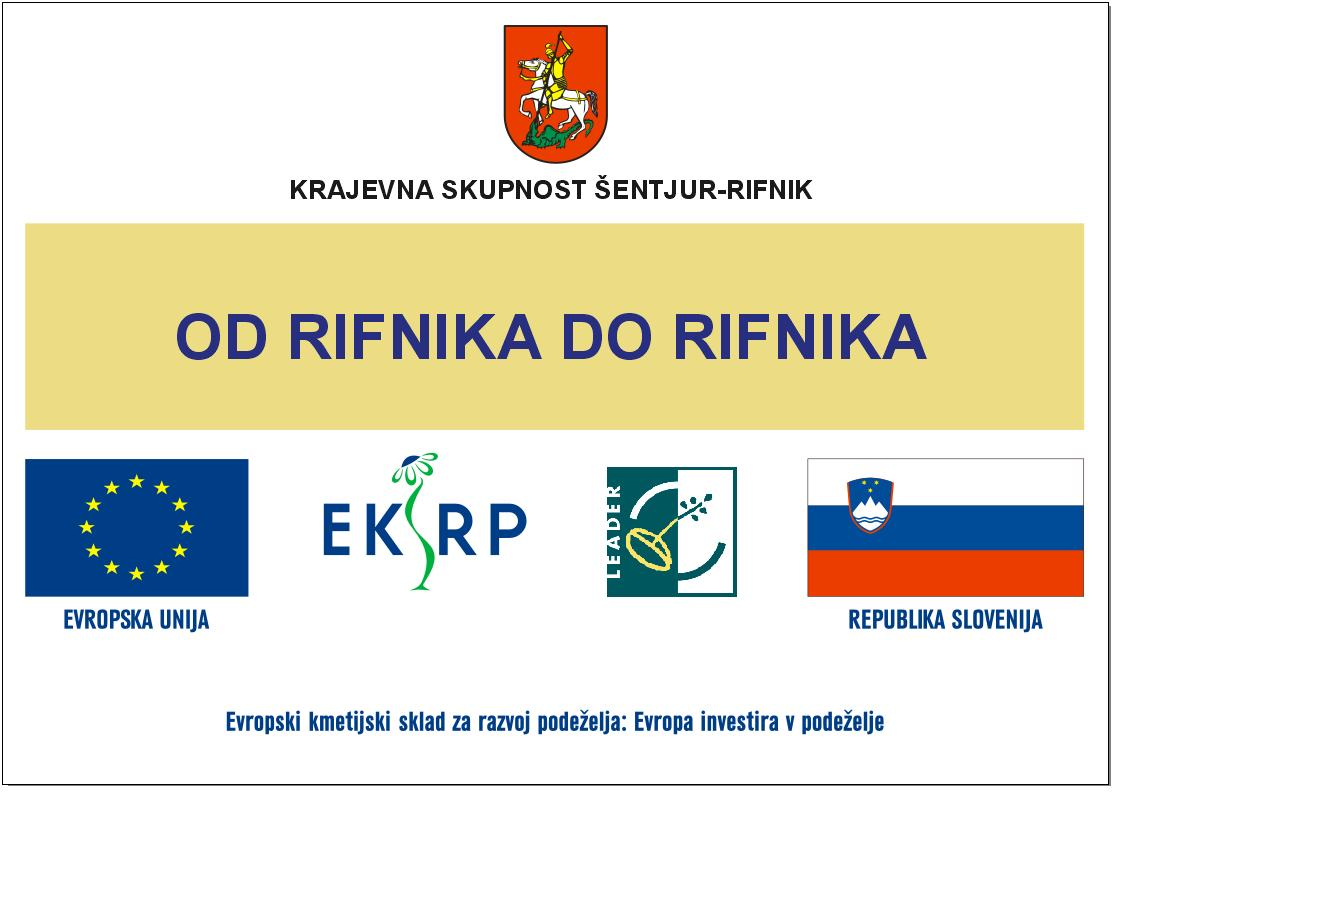 KRAJEVNA SKUPNOST ŠENTJUR-RIFNIK
OD RIFNIKA DO RIFNIKA
EKSRP
LEADER
EVROPSKA UNIJA
REPUBLIKA SLOVENIJA
Evropski kmetijski sklad za razvoj podeželja: Evropa investira v podeželje